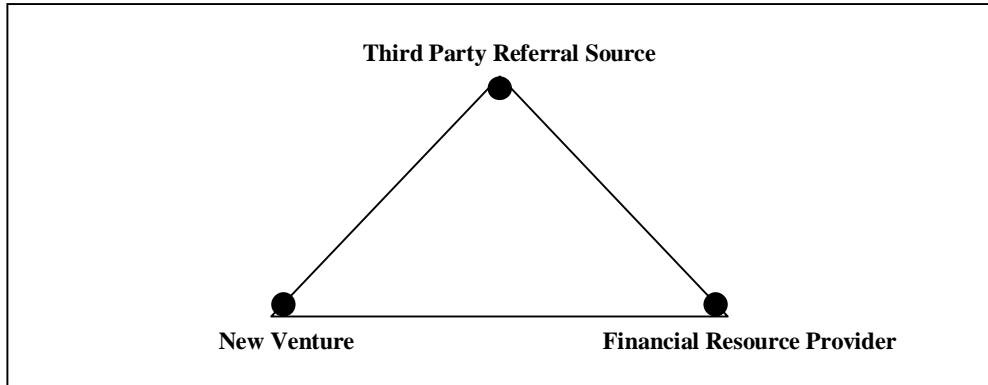 Third Party Referral Source
New Venture
Financial Resource Provider